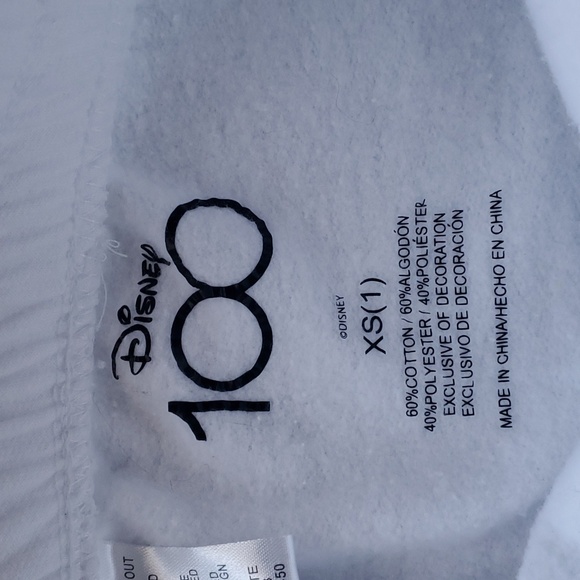 Disney
100
©DISNEY
XS(1)
60%COTTON / 60%ALGODÓN
40%POLYESTER / 40%POLIÉSTER
EXCLUSIVE OF DECORATION
EXCLUSIVO DE DECORACIÓN
MADE IN CHINA/HECHO EN CHINA
OUT